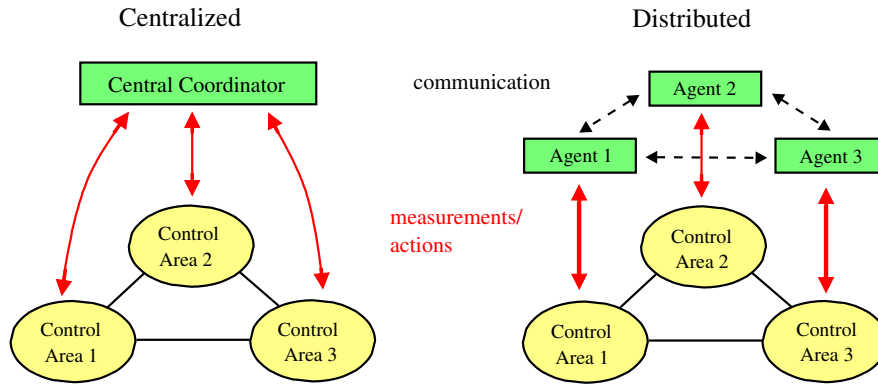 Centralized
Central Coordinator
Control
Area 2
Control
Area 1
Control
Area 3
Distributed
communication
Agent 2
Agent 1
Agent 3
measurements/
actions
Control
Area 2
Control
Area 1
Control
Area 3